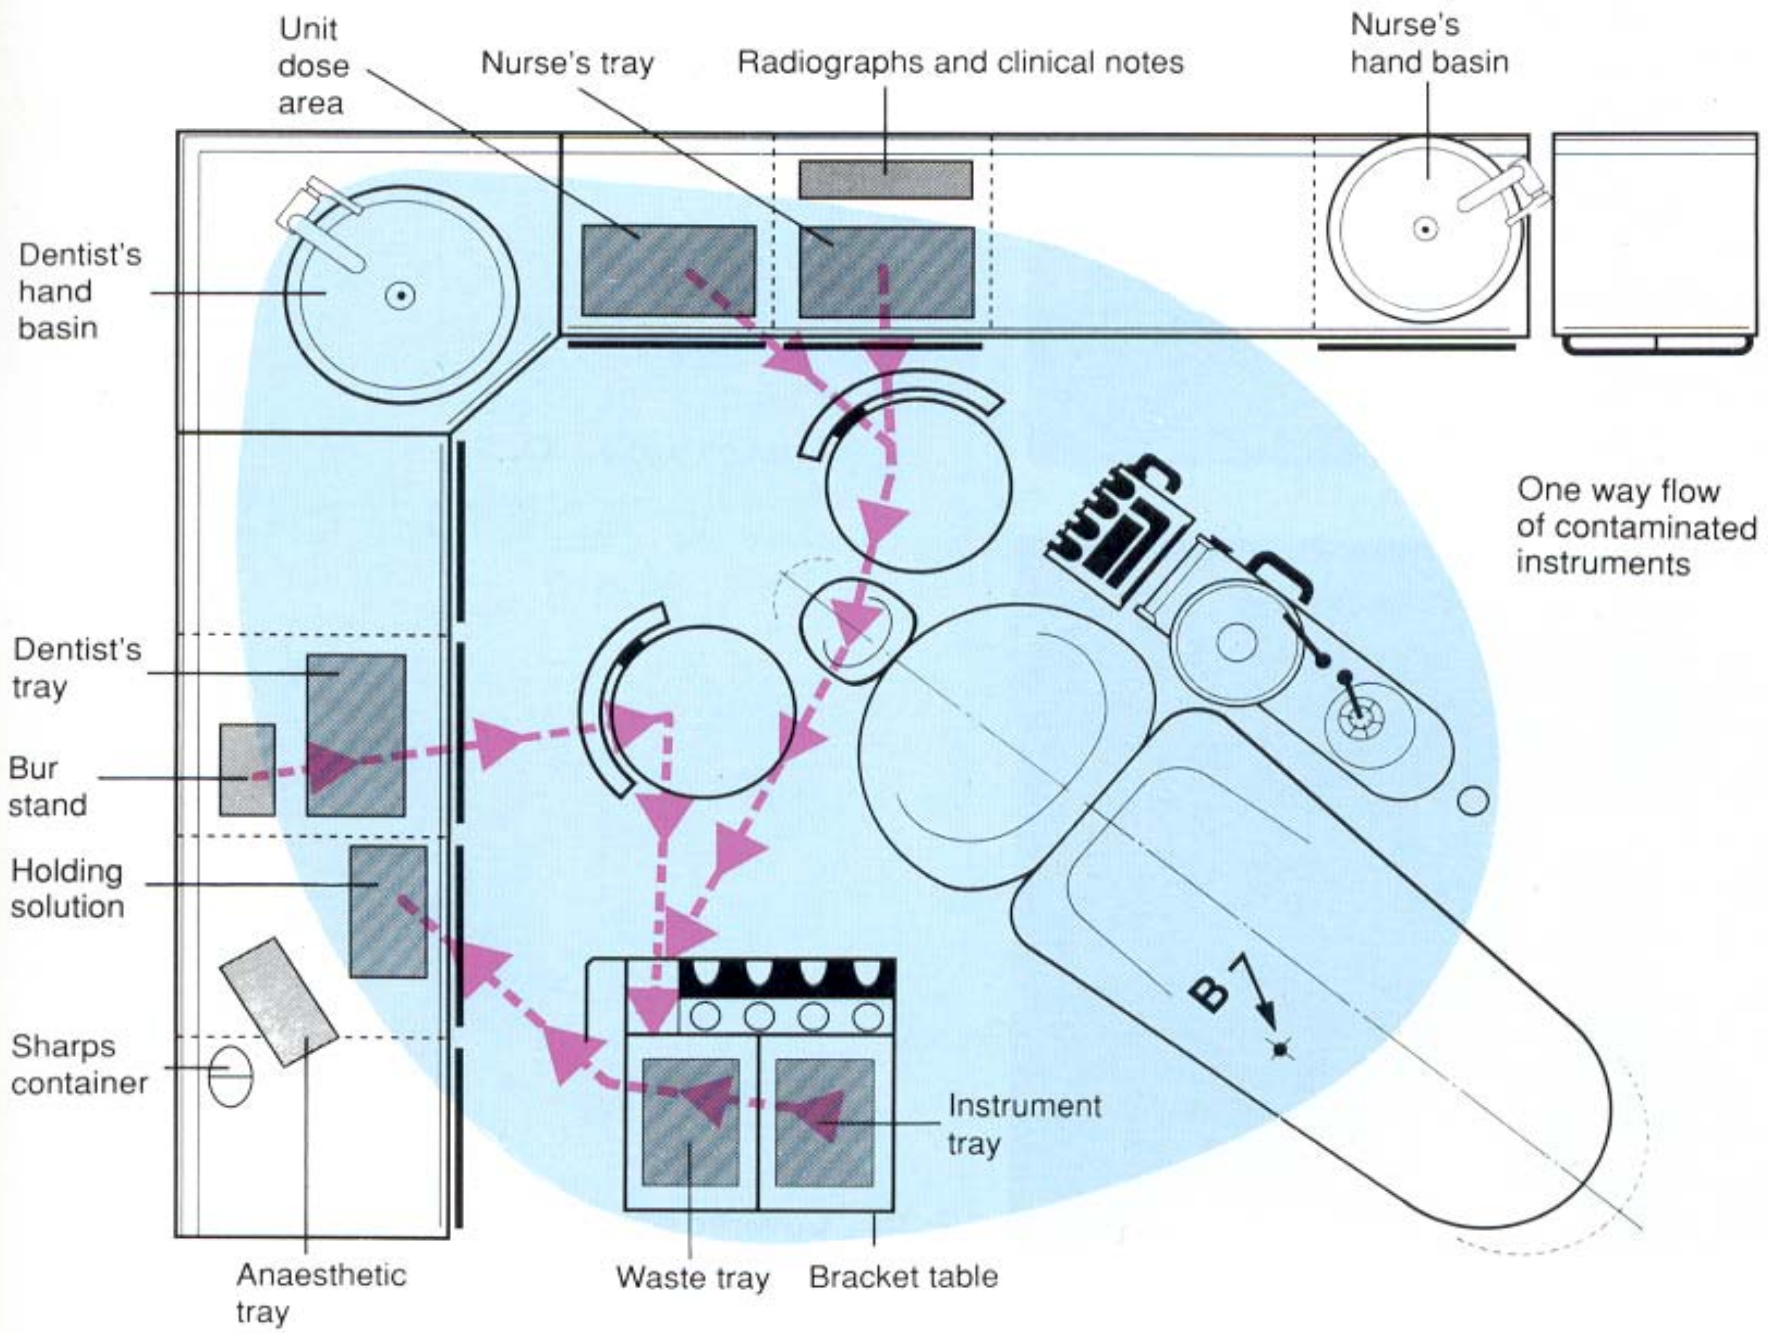 Unit
dose
area
Nurse's tray
Radiographs and clinical notes
Nurse's
hand basin
Dentist's
hand
basin
One way flow
of contaminated
instruments
Dentist's
tray
Bur
stand
Holding
solution
B
Sharps
container
Instrument
tray
Anaesthetic
tray
Waste tray
Bracket table